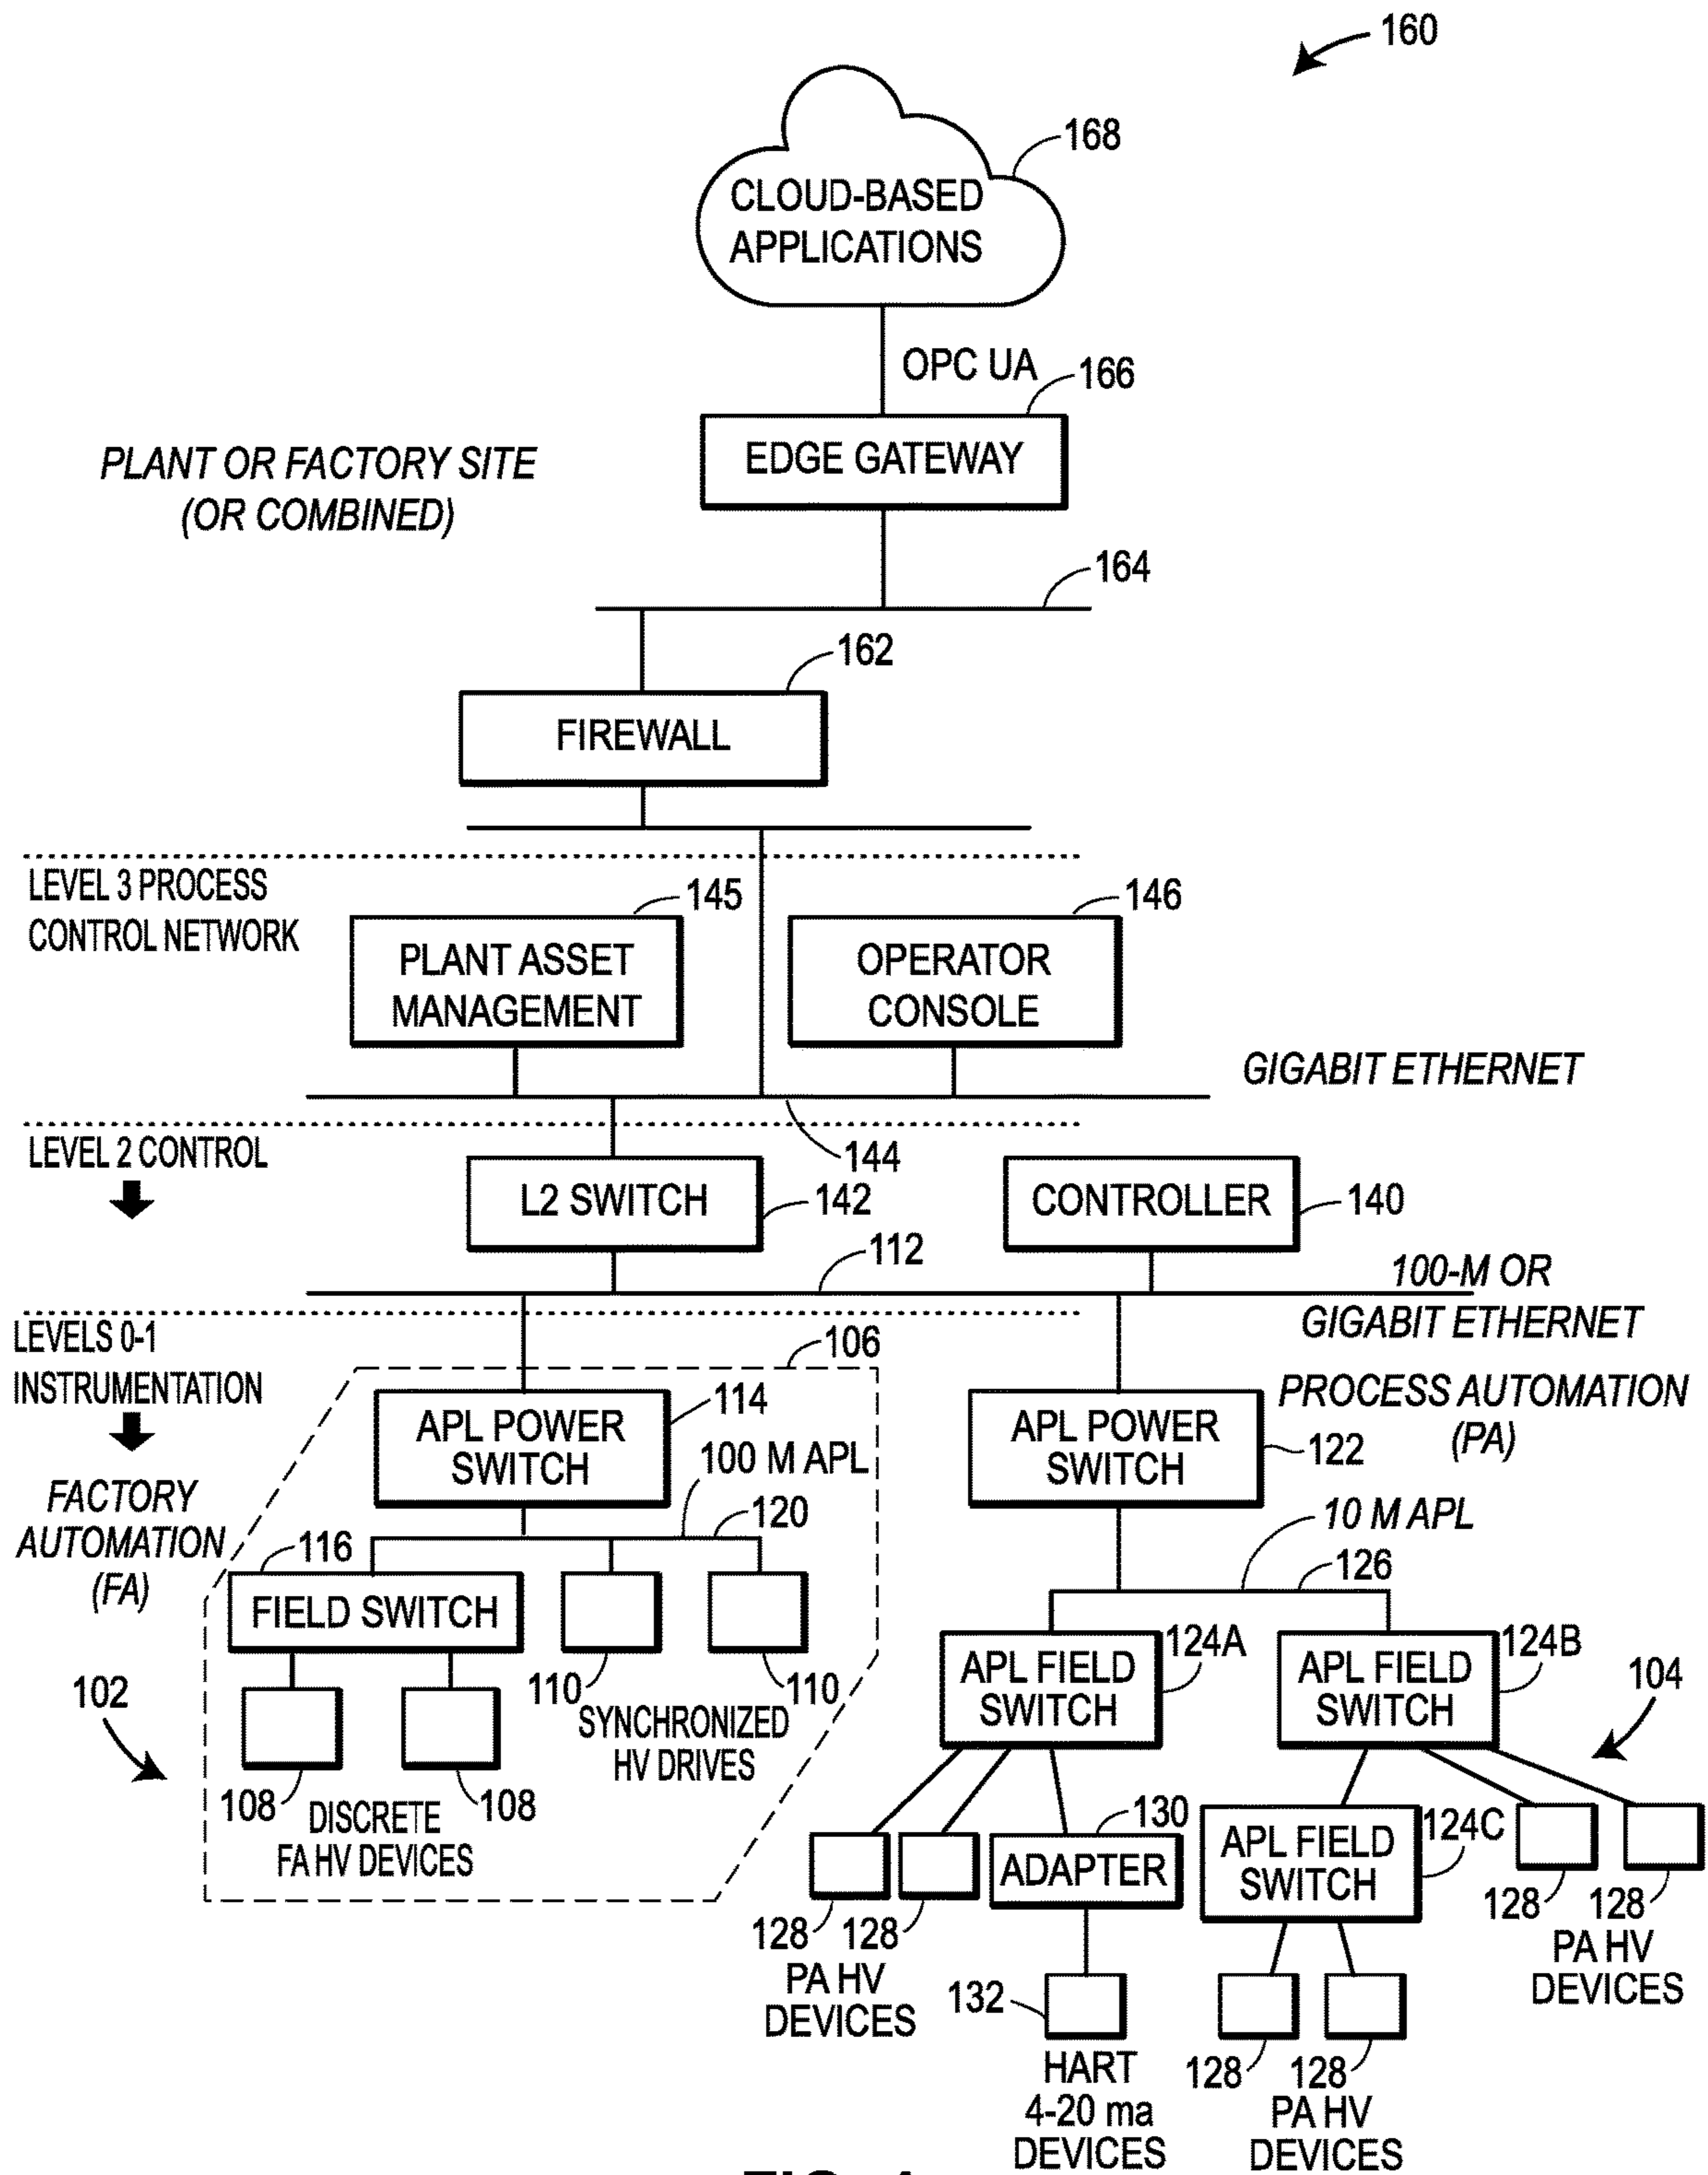 160
168
CLOUD-BASED
APPLICATIONS
OPC UA
166
EDGE GATEWAY
PLANT OR FACTORY SITE
(OR COMBINED)
164
162
FIREWALL
LEVEL 3 PROCESS
CONTROL NETWORK
145
146
PLANT ASSET
MANAGEMENT
OPERATOR
CONSOLE
GIGABIT ETHERNET
LEVEL 2 CONTROL
144
L2 SWITCH
142
CONTROLLER
140
112
100-M OR
GIGABIT ETHERNET
LEVELS 0-1
INSTRUMENTATION
106
APL POWER
SWITCH
114
100 M APL
120
FACTORY
AUTOMATION
(FA)
116
FIELD SWITCH
110
110
SYNCHRONIZED
HV DRIVES
102
108
108
DISCRETE
FA HV DEVICES
PROCESS AUTOMATION
(PA)
APL POWER
SWITCH
122
10 M APL
126
APL FIELD
SWITCH
124A
APL FIELD
SWITCH
124B
104
130
ADAPTER
APL FIELD
SWITCH
124C
128
128
PA HV
DEVICES
128
128
PA HV
DEVICES
132
HART
4-20 ma
DEVICES
128
128
PA HV
DEVICES